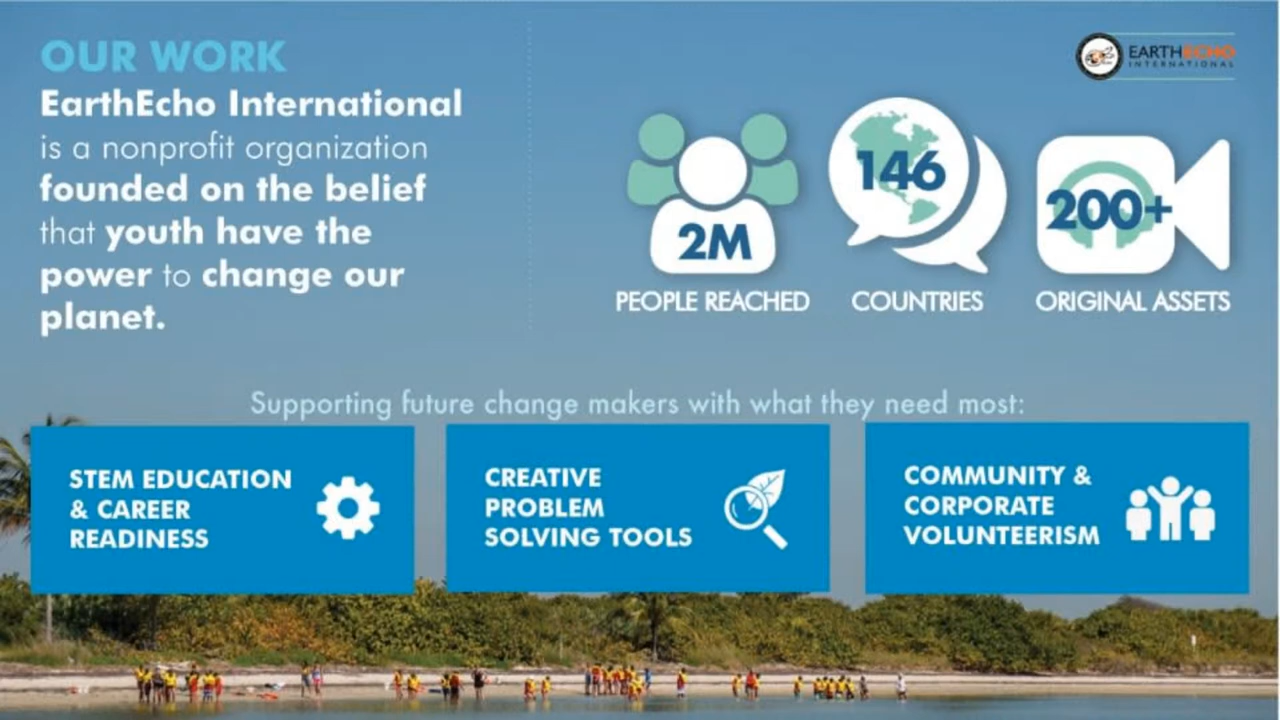 OUR WORK
EarthEcho International
is a nonprofit organization
founded on the belief
that youth have the
power to change our
planet.
EARTHECHO
INTERNATIONAL
2M
PEOPLE REACHED
146
COUNTRIES
200+
ORIGINAL ASSETS
Supporting future change makers with what they need most:
STEM EDUCATION
& CAREER
READINESS
CREATIVE
PROBLEM
SOLVING TOOLS
COMMUNITY &
CORPORATE
VOLUNTEERISM